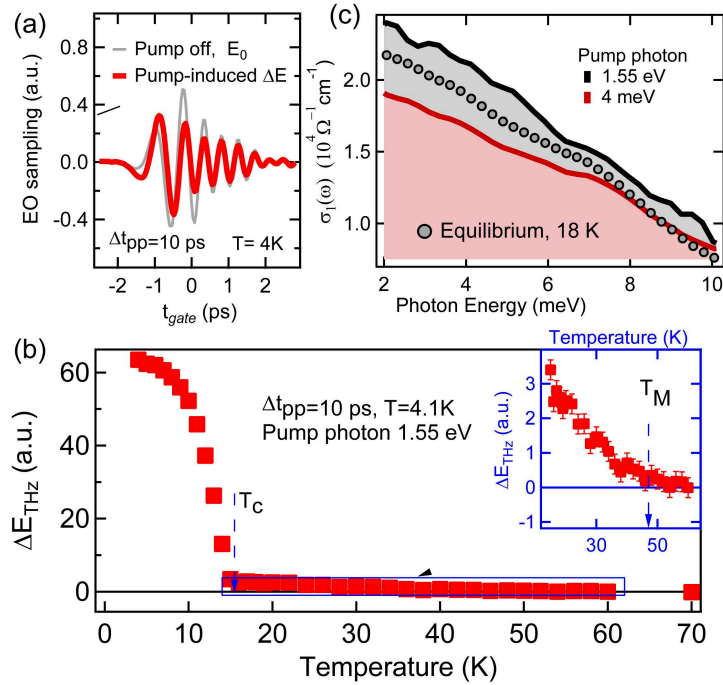 (a)
EO sampling (a.u.)
0.8
0.4
0.0
-0.4
Pump off, E0
Pump-induced ΔE
Δtpp=10 ps
T= 4K
-2 -1 0 1 2
tgate (ps)
(c)
σ1(ω) (10^4 Ω^-1 cm^-1)
2.0
1.5
1.0
Pump photon
1.55 eV
4 meV
Equilibrium, 18 K
2 4 6 8 10
Photon Energy (meV)
(b)
ΔETHz (a.u.)
60
40
20
0
Δtpp=10 ps, T=4.1K
Pump photon 1.55 eV
Tc
0 10 20 30 40 50 60 70
Temperature (K)
Temperature (K)
ΔETHz (a.u.)
3
2
1
0
-1
TM
30 50